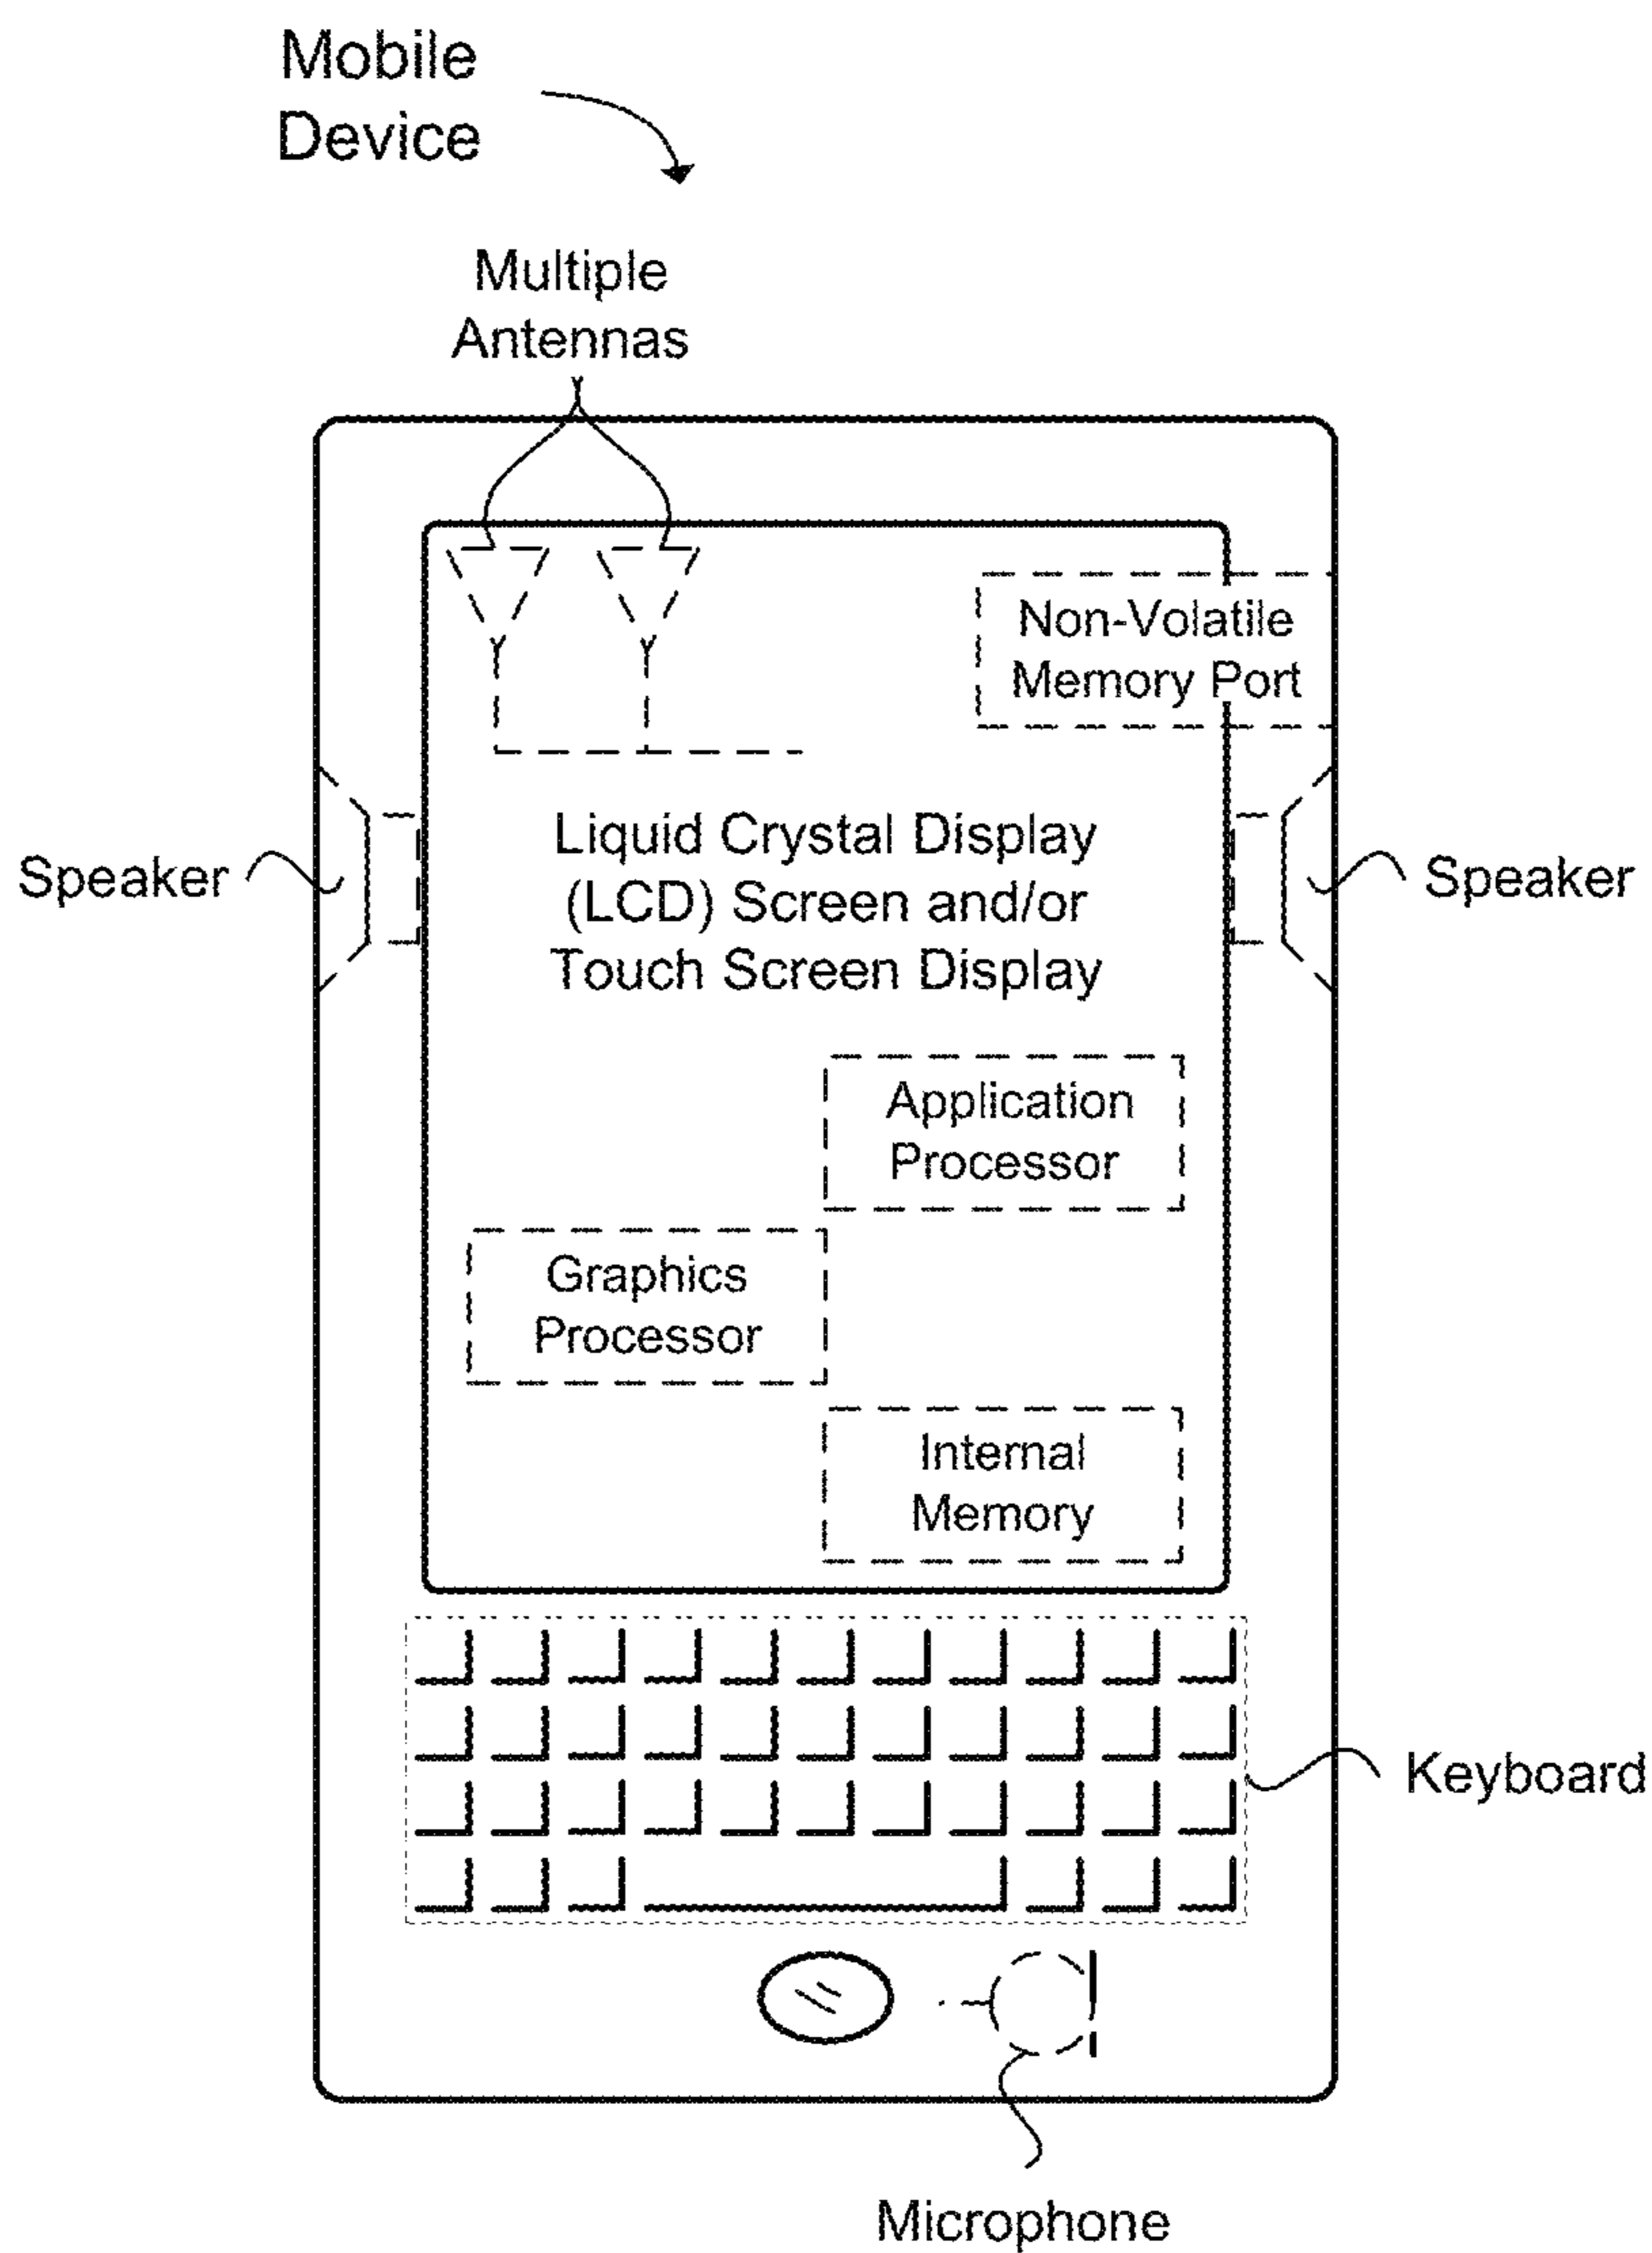 Mobile
Device
Multiple
Antennas
Non-Volatile
Memory Port
Speaker
Liquid Crystal Display
(LCD) Screen and/or
Touch Screen Display
Speaker
Application
Processor
Graphics
Processor
Internal
Memory
Keyboard
Microphone